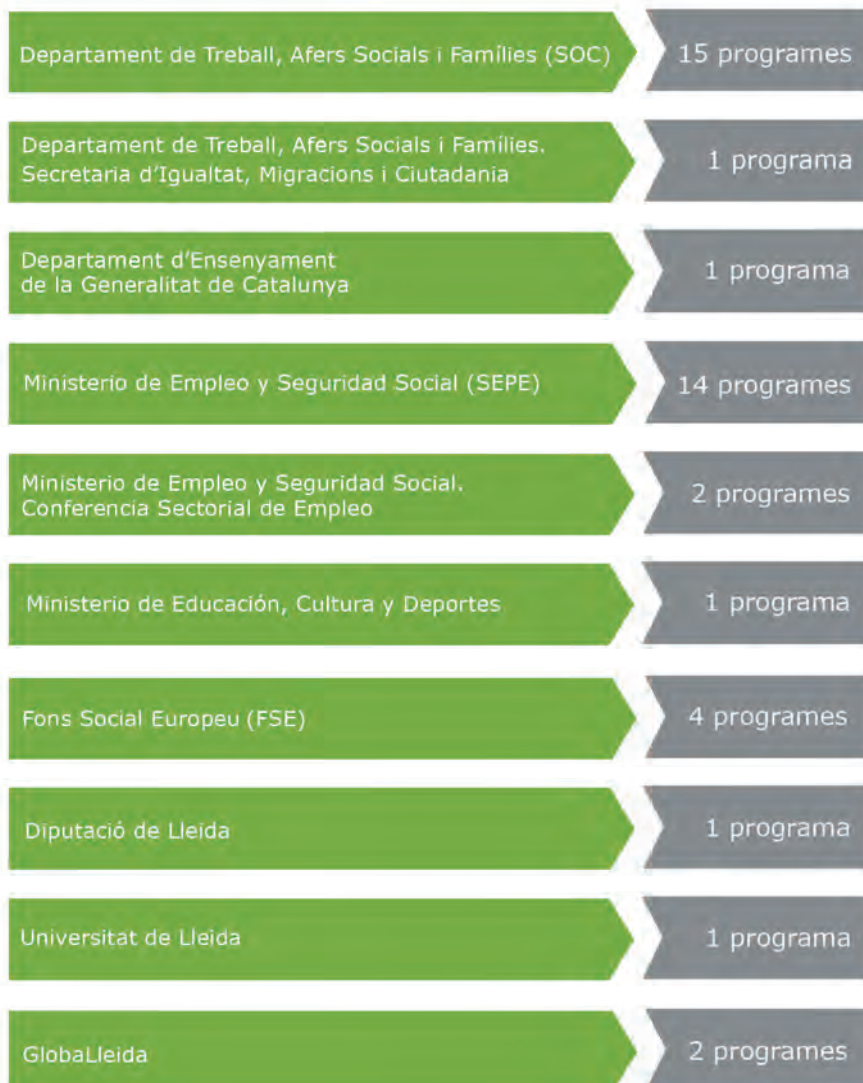 Departament de Treball, Afers Socials i Famílies (SOC)
15 programes
Departament de Treball, Afers Socials i Famílies.
Secretaria d'Igualtat, Migracions i Ciutadania
1 programa
Departament d'Ensenyament
de la Generalitat de Catalunya
1 programa
Ministerio de Empleo y Seguridad Social (SEPE)
14 programes
Ministerio de Empleo y Seguridad Social.
Conferencia Sectorial de Empleo
2 programes
Ministerio de Educación, Cultura y Deportes
1 programa
Fons Social Europeu (FSE)
4 programes
Diputació de Lleida
1 programa
Universitat de Lleida
1 programa
GlobaLleida
2 programes